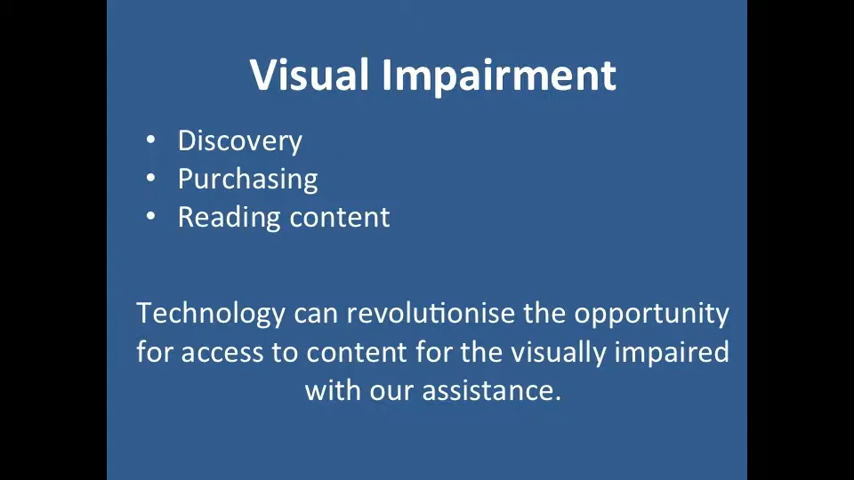 Visual Impairment
• Discovery
• Purchasing
• Reading content
Technology can revolutionise the opportunity
for access to content for the visually impaired
with our assistance.